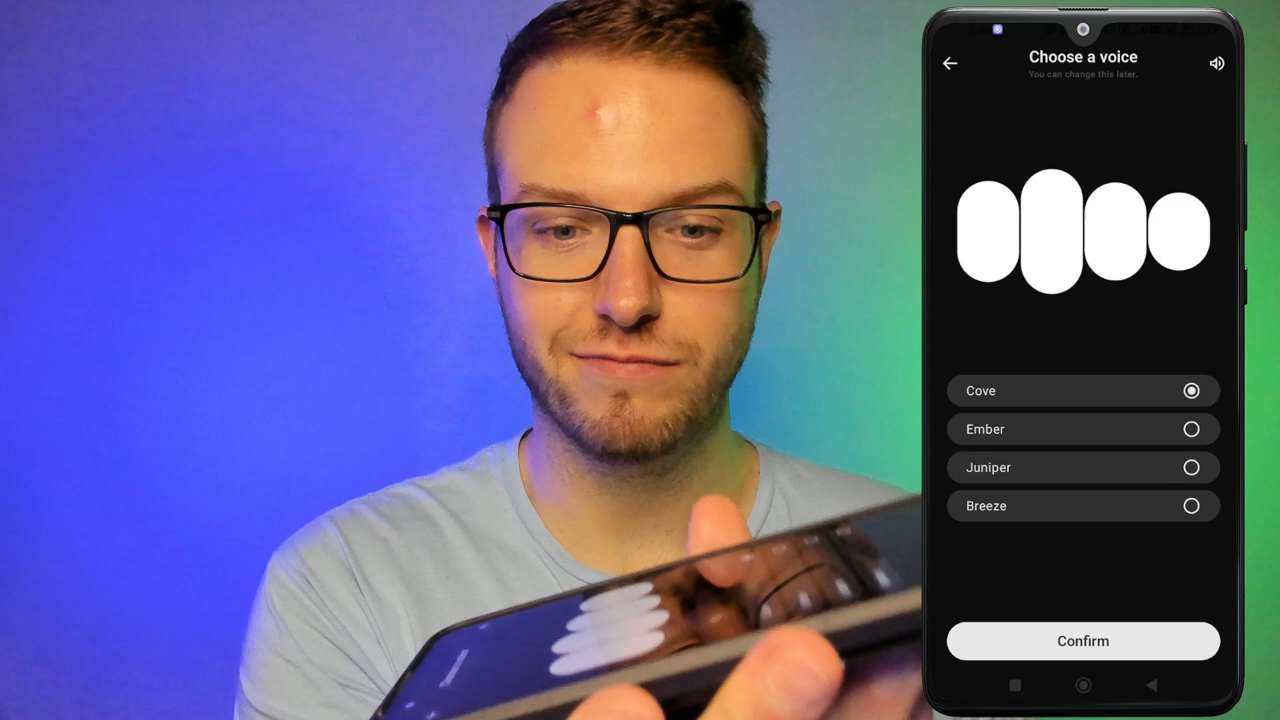 Choose a voice
You can change this later.
Cove
Ember
Juniper
Breeze
Confirm